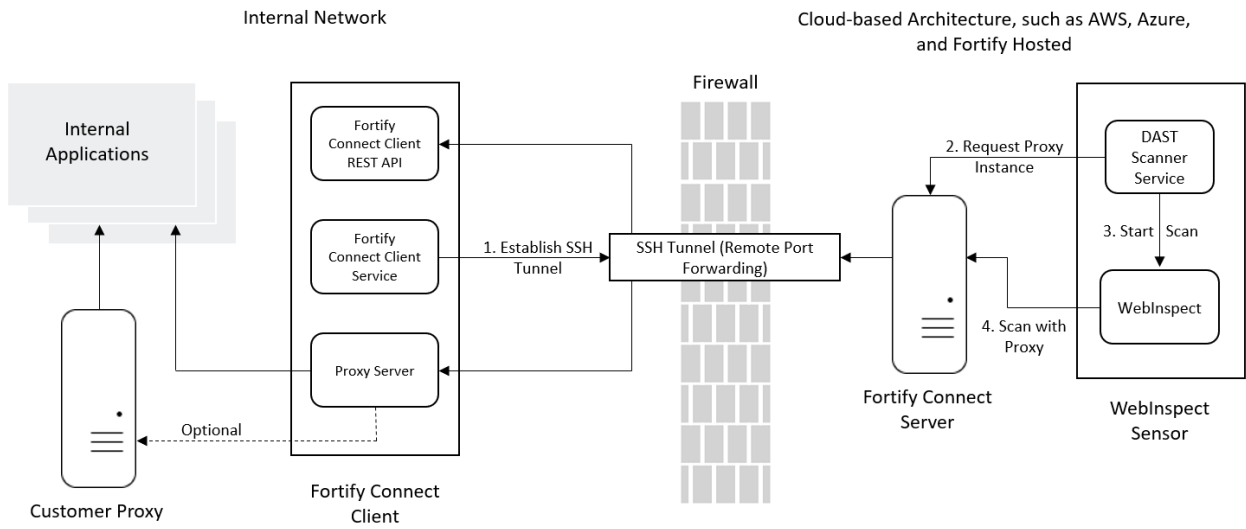 Internal Network
Cloud-based Architecture, such as AWS, Azure,
and Fortify Hosted
Firewall
Internal
Applications
Fortify
Connect Client
REST API
DAST
Scanner
Service
2. Request Proxy
Instance
Fortify
Connect Client
Service
1. Establish SSH
Tunnel
SSH Tunnel (Remote Port
Forwarding)
3. Start Scan
WebInspect
4. Scan with
Proxy
Proxy Server
Optional
Fortify Connect
Server
WebInspect
Sensor
Customer Proxy
Fortify Connect
Client